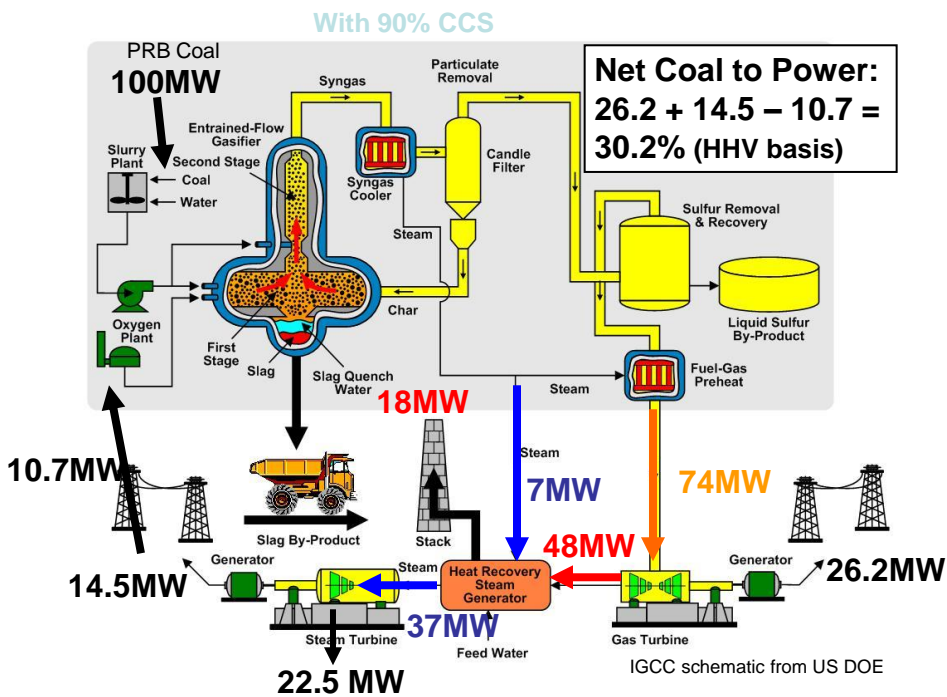 With 90% CCS
PRB Coal
100MW
Net Coal to Power:
26.2 + 14.5 – 10.7 =
30.2% (HHV basis)
Syngas
Particulate
Removal
Entrained-Flow
Gasifier
Slurry
Plant
Second Stage
Coal
Water
Syngas
Cooler
Candle
Filter
Sulfur Removal
& Recovery
Steam
Oxygen
Plant
Char
First
Stage
Slag
Slag Quench
Water
Liquid Sulfur
By-Product
Steam
Fuel-Gas
Preheat
18MW
10.7MW
Steam
7MW
74MW
Slag By-Product
Stack
48MW
Generator
14.5MW
Steam
Heat Recovery
Steam
Generator
Generator
26.2MW
37MW
Steam Turbine
Feed Water
Gas Turbine
22.5 MW
IGCC schematic from US DOE